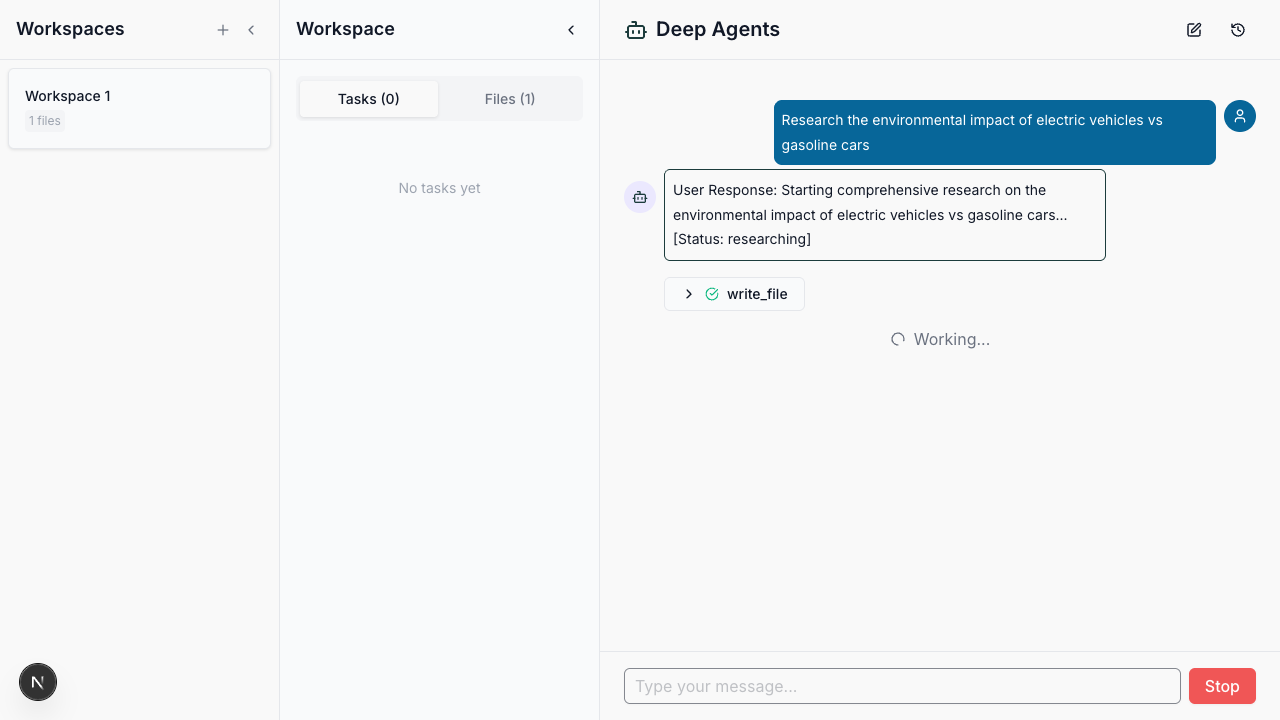 Workspaces
Workspace 1
1 files
Workspace
Tasks (0)
Files (1)
No tasks yet
Deep Agents
Research the environmental impact of electric vehicles vs
gasoline cars
User Response: Starting comprehensive research on the
environmental impact of electric vehicles vs gasoline cars...
[Status: researching]
write_file
Working...
Type your message...
Stop
N